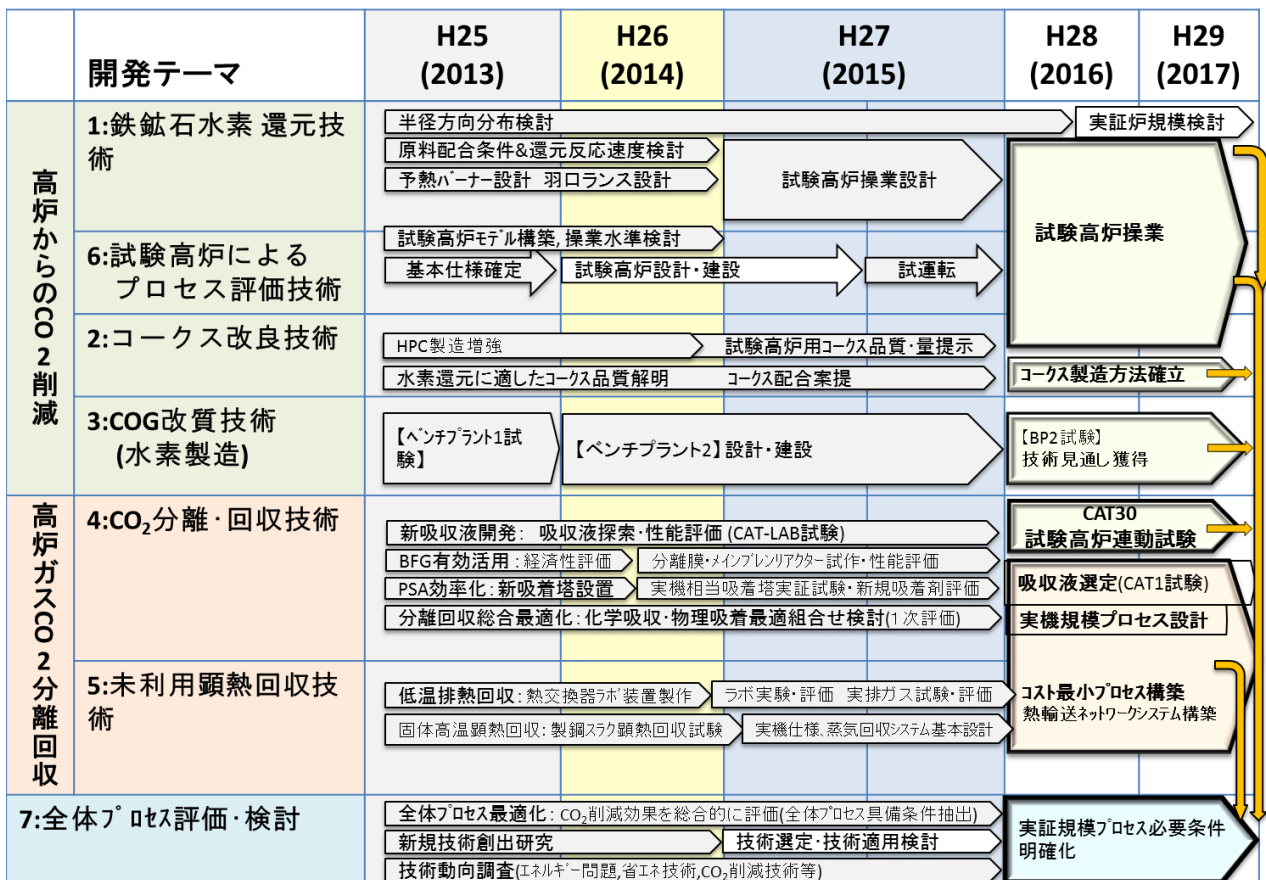 開発テーマ
H25
(2013)
H26
(2014)
H27
(2015)
H28
(2016)
H29
(2017)
高炉からのCO2削減
1:鉄鉱石水素 還元技
術
半径方向分布検討
実証炉規模検討
原料配合条件&還元反応速度検討
予熱バーナー設計 羽口ランス設計
試験高炉操業設計
試験高炉操業
6:試験高炉による
プロセス評価技術
試験高炉モデル構築, 操業水準検討
基本仕様確定
試験高炉設計・建設
試運転
2:コークス改良技術
HPC製造増強
試験高炉用コークス品質・量提示
水素還元に適したコークス品質解明
コークス配合案提
コークス製造方法確立
3:COG改質技術
(水素製造)
【ベンチプラント1試
験】
【ベンチプラント2】設計・建設
【BP2試験】
技術見通し獲得
高炉ガスCO2分離回収
4:CO₂分離・回収技術
新吸収液開発: 吸収液探索・性能評価 (CAT-LAB試験)
CAT30
試験高炉連動試験
BFG有効活用:経済性評価
分離膜・メインブレンリアクター試作・性能評価
PSA効率化:新吸着塔設置
実機相当吸着塔実証試験・新規吸着剤評価
吸収液選定(CAT1試験)
分離回収総合最適化:化学吸収・物理吸着最適組合せ検討(1次評価)
実機規模プロセス設計
5:未利用顕熱回収技
術
低温排熱回収:熱交換器ラボ装置製作
ラボ実験・評価 実排ガス試験・評価
コスト最小プロセス構築
熱輸送ネットワークシステム構築
固体高温顕熱回収:製鋼スラグ顕熱回収試験
実機仕様、蒸気回収システム基本設計
7:全体プロセス評価・検討
全体プロセス最適化:CO₂削減効果を総合的に評価(全体プロセス具備条件抽出)
新規技術創出研究
技術選定・技術適用検討
技術動向調査(エネルギー問題,省エネ技術,CO₂削減技術等)
実証規模プロセス必要条件
明確化